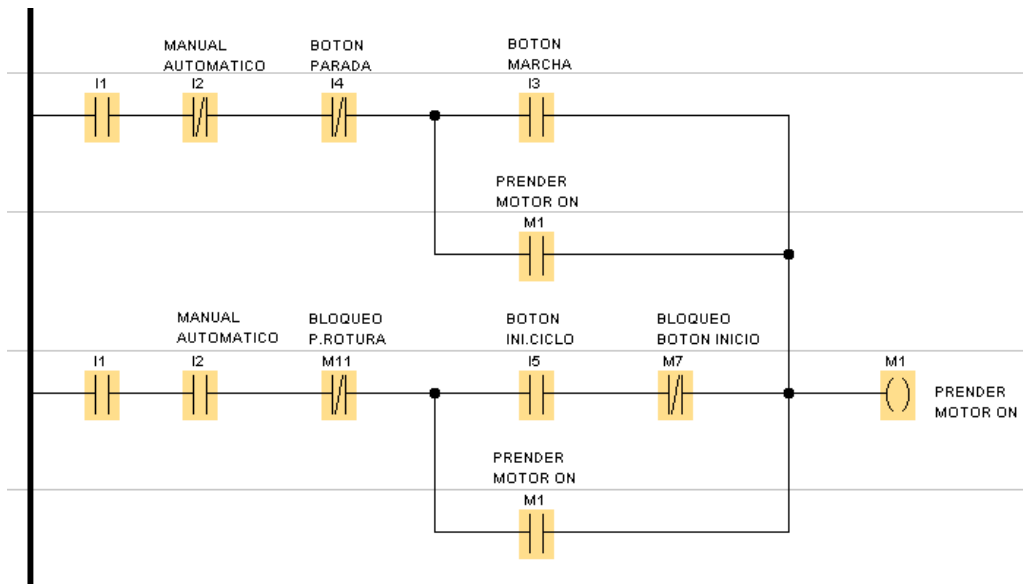 MANUAL
AUTOMATICO
BOTON
PARADA
BOTON
MARCHA
I1
I2
I4
I3
PRENDER
MOTOR ON
M1
MANUAL
AUTOMATICO
BLOQUEO
P.ROTURA
BOTON
INI.CICLO
BLOQUEO
BOTON INICIO
I1
I2
M11
I5
M7
M1
PRENDER
MOTOR ON
PRENDER
MOTOR ON
M1